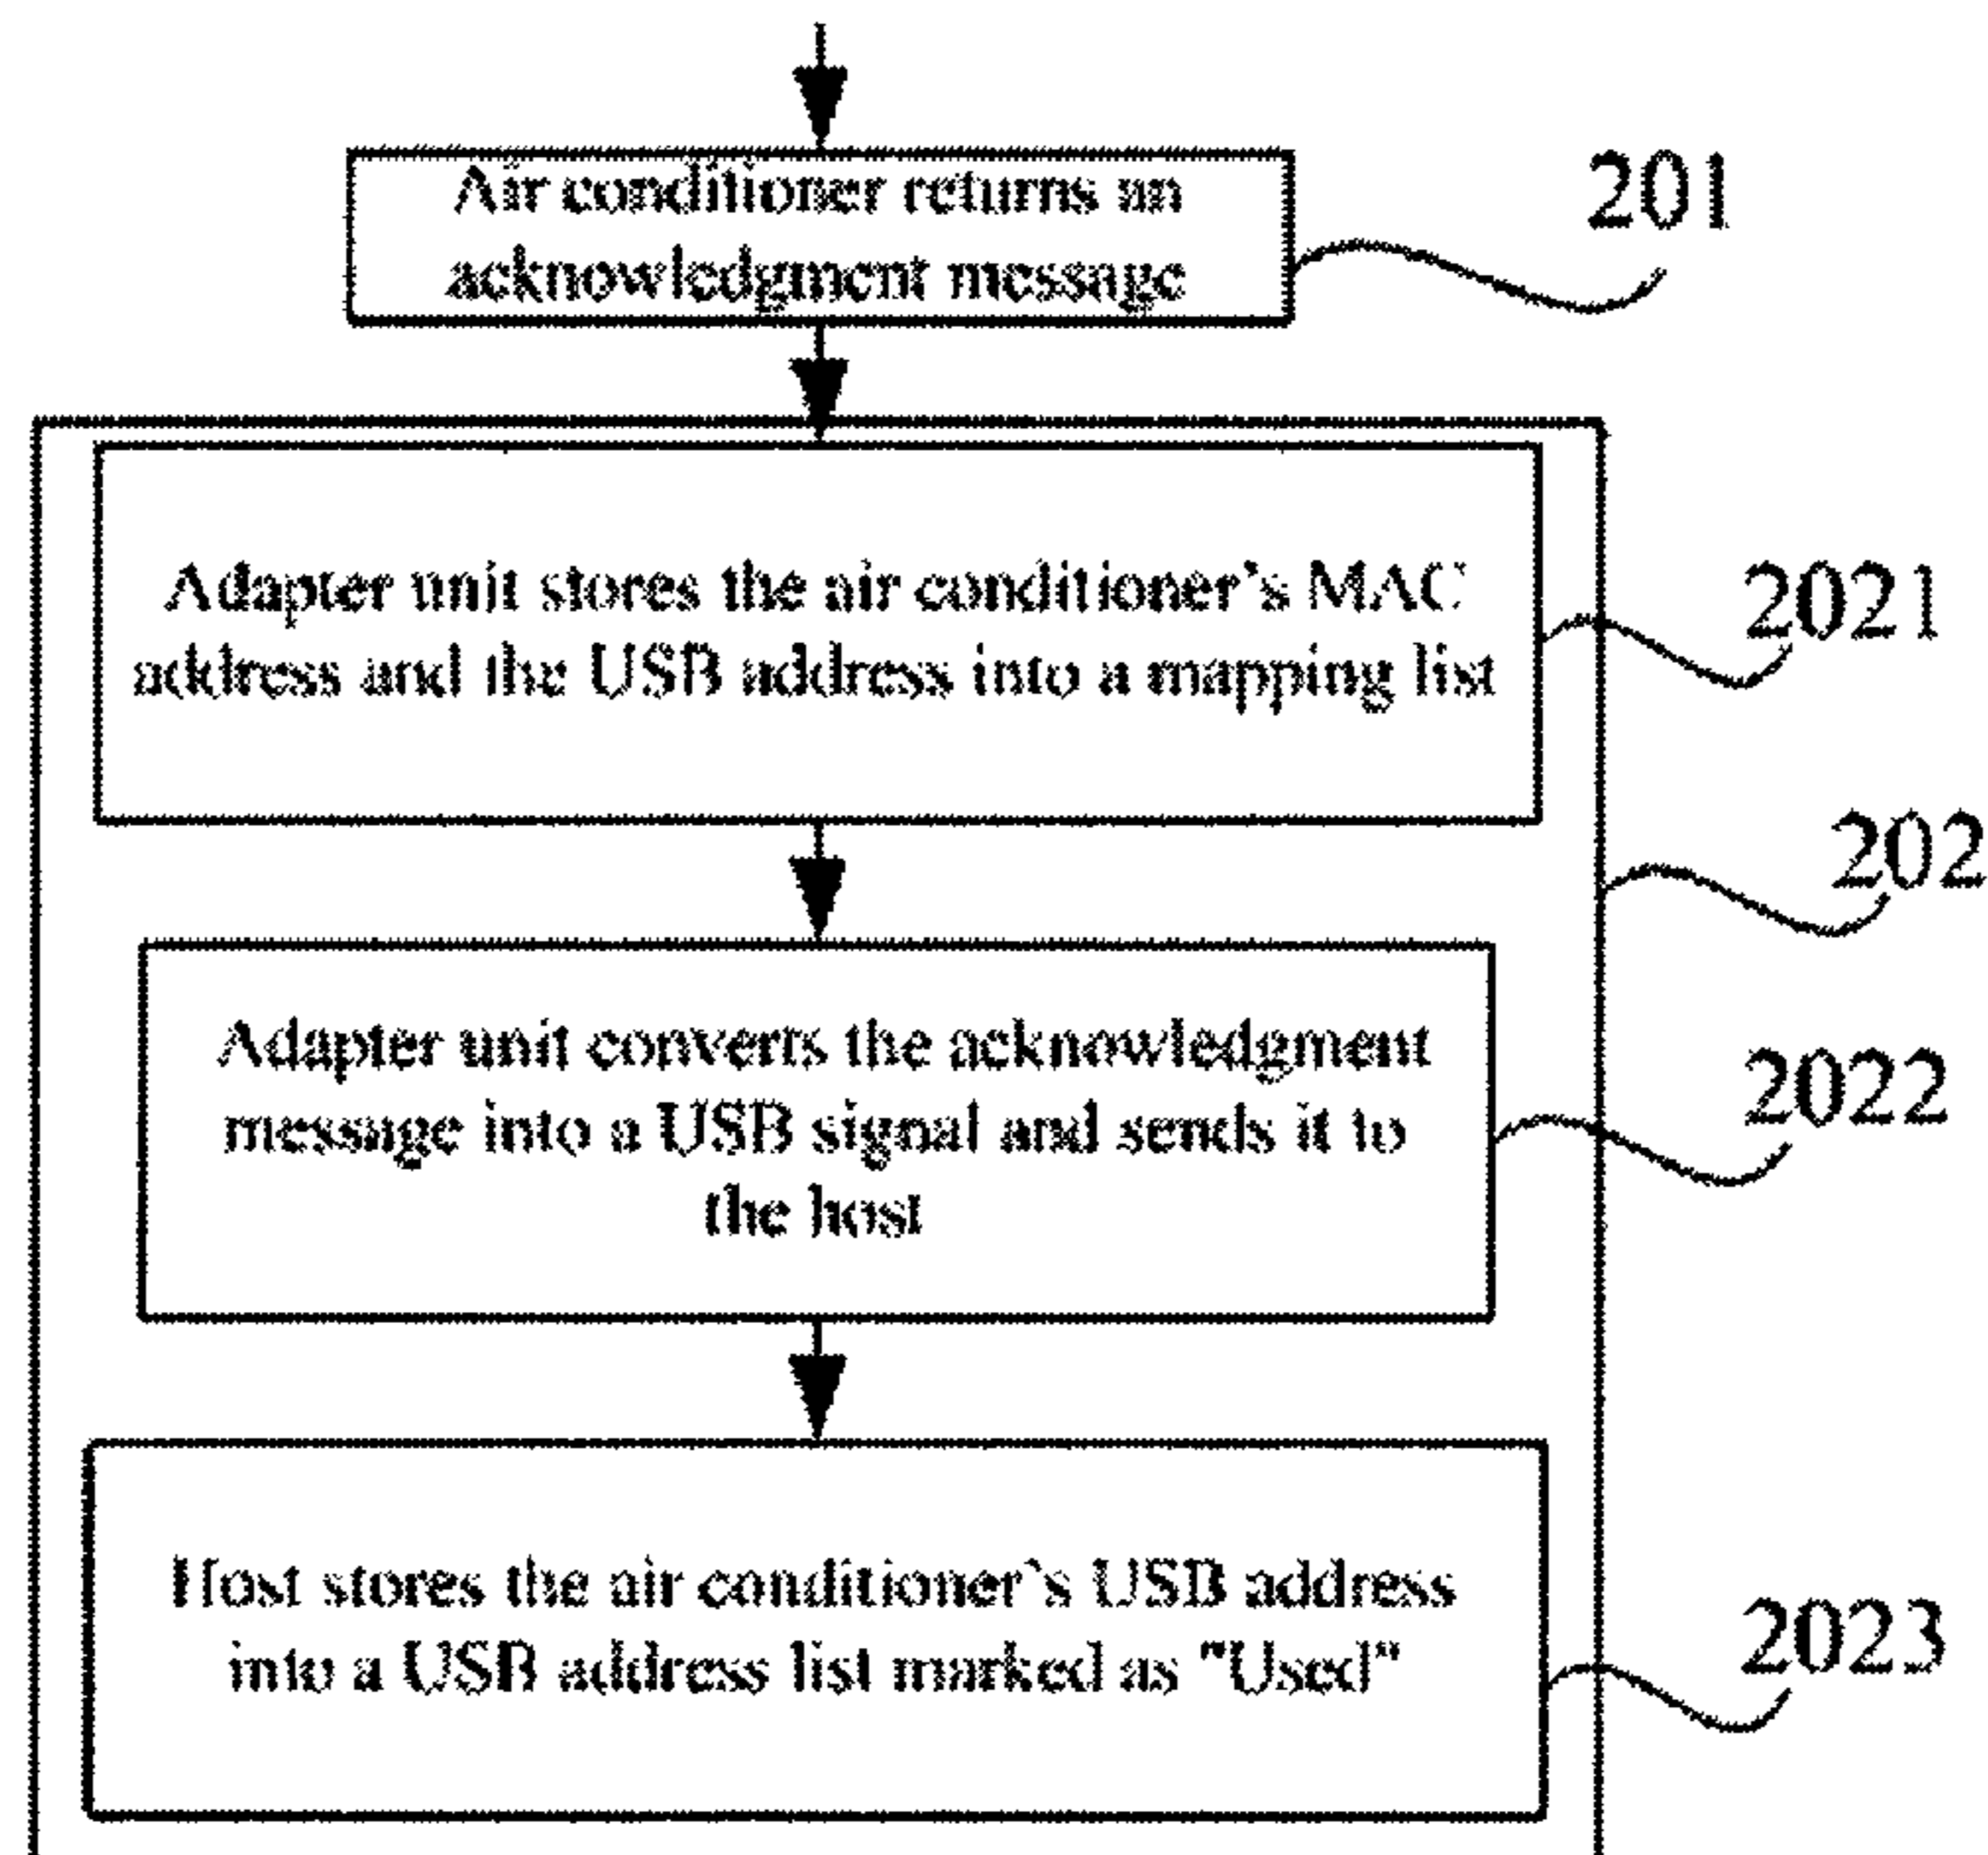 Air conditioner returns an
acknowledgment message
201
Adapter unit stores the air conditioner's MAC
address and the USB address into a mapping list
2021
202
Adapter unit converts the acknowledgment
message into a USB signal and sends it to
the host
2022
Host stores the air conditioner's USB address
into a USB address list marked as "Used"
2023